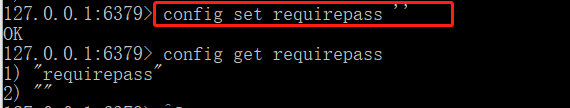 127.0.0.1:6379> config set requirepass ''
OK
127.0.0.1:6379> config get requirepass
1) "requirepass"
2) ""